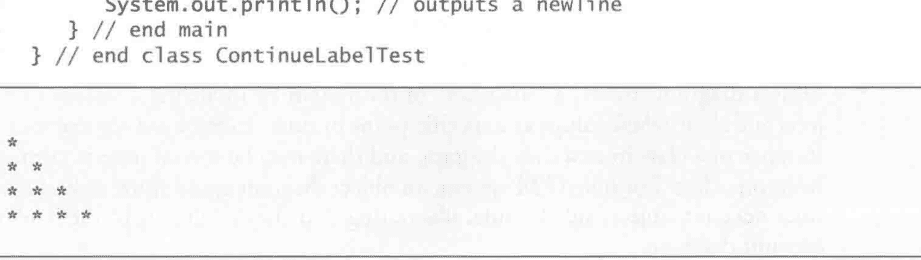 System.out.println(); // outputs a newline
} // end main
} // end class ContinueLabelTest
*
* *
* * *
* * * *